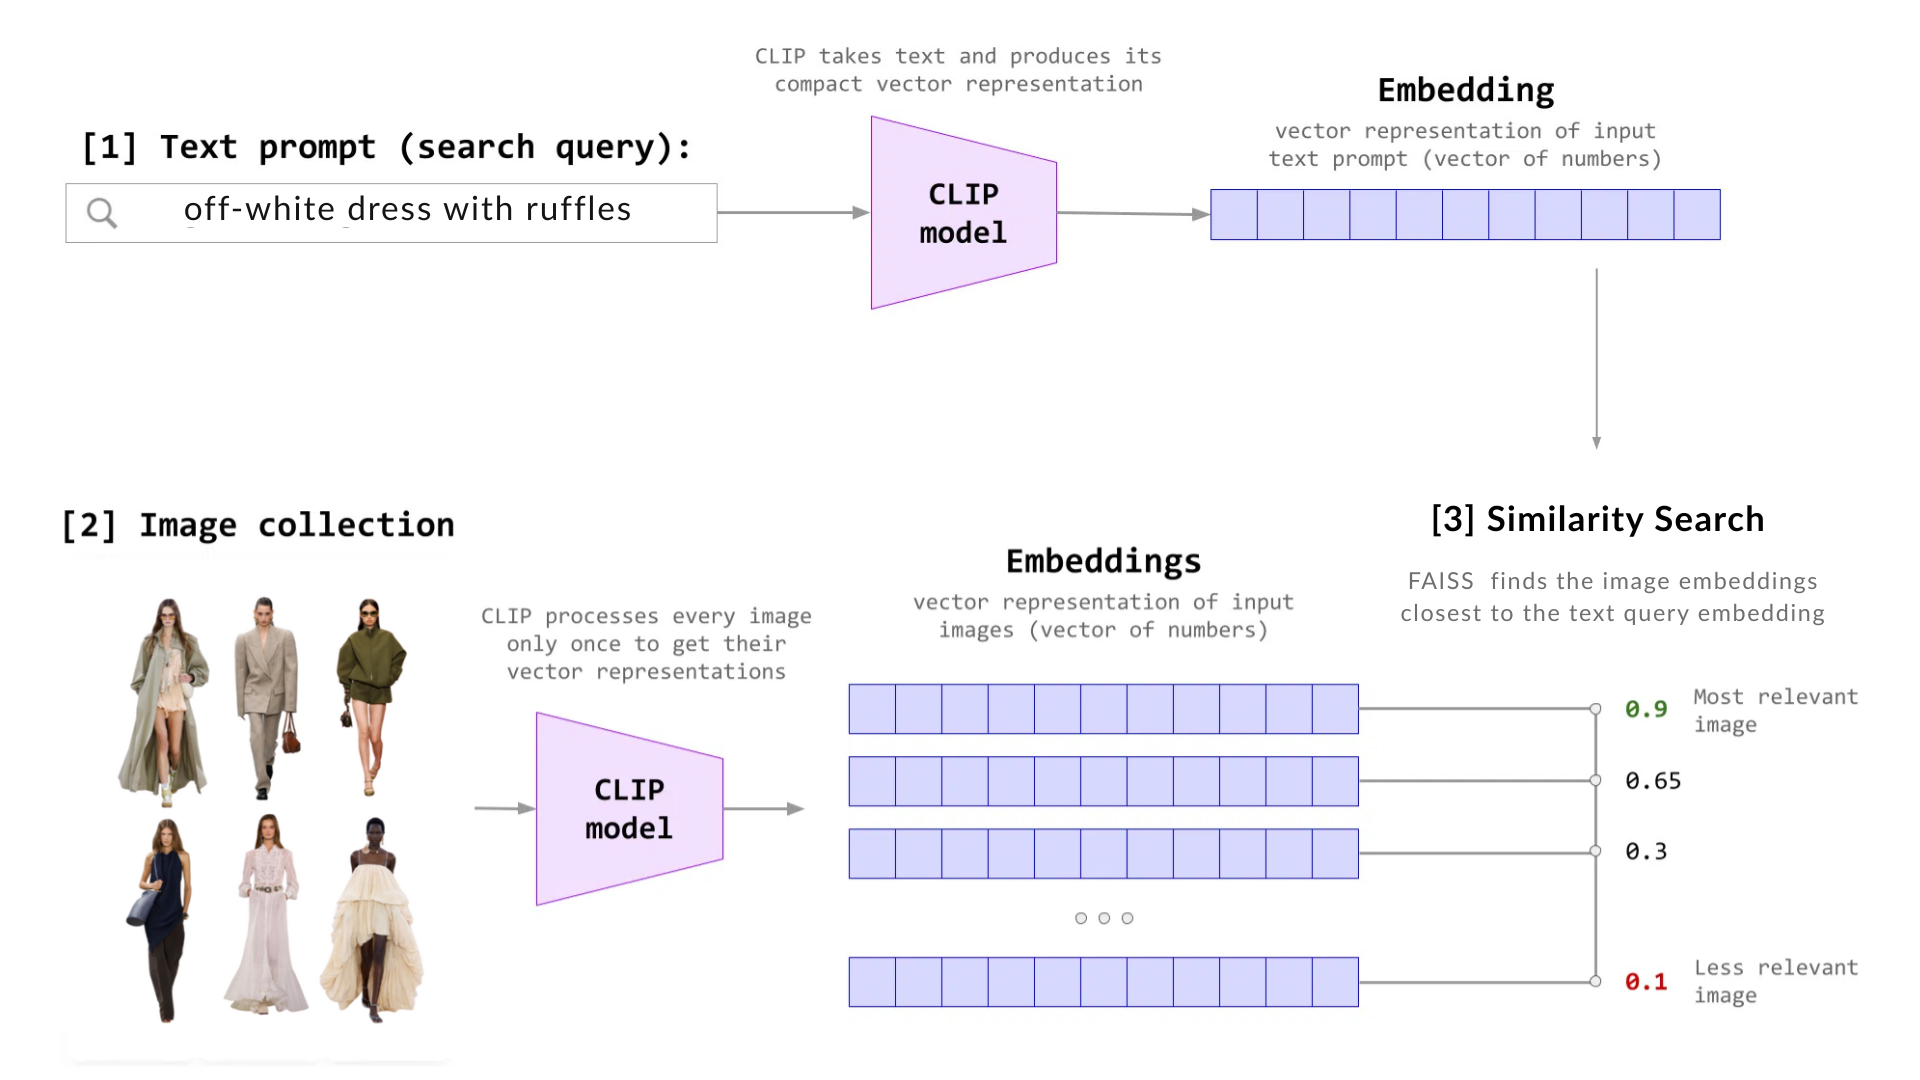 CLIP takes text and produces its
compact vector representation
Embedding
vector representation of input
text prompt (vector of numbers)
[1] Text prompt (search query):
off-white dress with ruffles
CLIP
model
[2] Image collection
CLIP processes every image
only once to get their
vector representations
CLIP
model
Embeddings
vector representation of input
images (vector of numbers)
[3] Similarity Search
FAISS finds the image embeddings
closest to the text query embedding
0.9
Most relevant
image
0.65
0.3
0.1
Less relevant
image